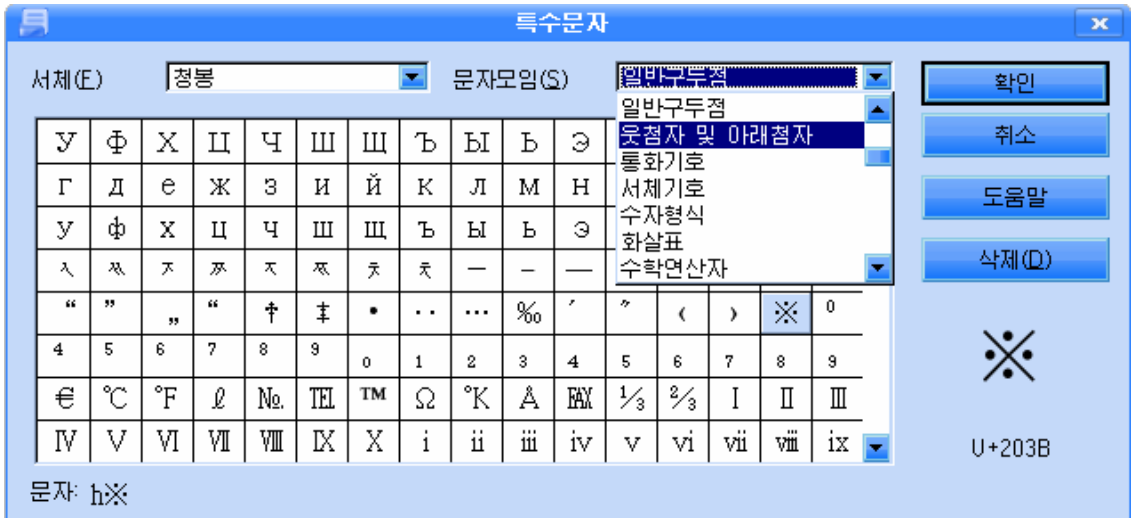 특수문자
서체(F) 청봉 문자모임(S) 일반구두점
일반구두점
웃첨자 및 아래첨자
통화기호
서체기호
수자형식
화살표
수학연산자
확인
취소
도움말
삭제(D)
У Ф Х Ц Ч Ш Щ Ъ Ы Ь Э
Г д е Ж З И Й К Л М Н
У ф Х Ц Ч Ш Щ Ъ Ы Ь Э
— – —
“ ” „ “ † ‡ • ‥ … ‰ ′ ″ ‹ › ※ ⁰
⁴ ⁵ ⁶ ⁷ ⁸ ⁹ ₀ ₁ ₂ ₃ ₄ ₅ ₆ ₇ ₈ ₉
€ ℃ ℉ ℓ № ℡ ™ Ω °K Å FAX ⅓ ⅔ Ⅰ Ⅱ Ⅲ
Ⅳ Ⅴ Ⅵ Ⅶ Ⅷ Ⅸ Ⅹ ⅰ ⅱ ⅲ ⅳ ⅴ ⅵ ⅶ ⅷ ⅸ
※
U+203B
문자: h※